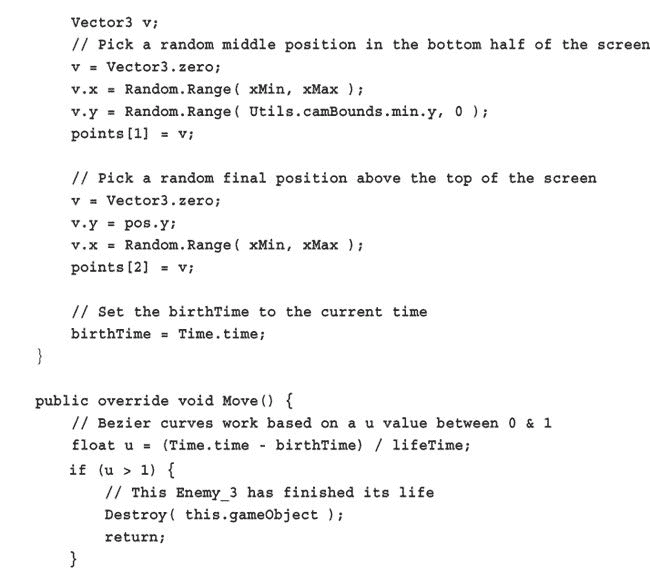 Vector3 v;
// Pick a random middle position in the bottom half of the screen
v = Vector3.zero;
v.x = Random.Range( xMin, xMax );
v.y = Random.Range( Utils.camBounds.min.y, 0 );
points[1] = v;

// Pick a random final position above the top of the screen
v = Vector3.zero;
v.y = pos.y;
v.x = Random.Range( xMin, xMax );
points[2] = v;

// Set the birthTime to the current time
birthTime = Time.time;
}

public override void Move() {
// Bezier curves work based on a u value between 0 & 1
float u = (Time.time - birthTime) / lifeTime;
if (u > 1) {
// This Enemy_3 has finished its life
Destroy( this.gameObject );
return;
}